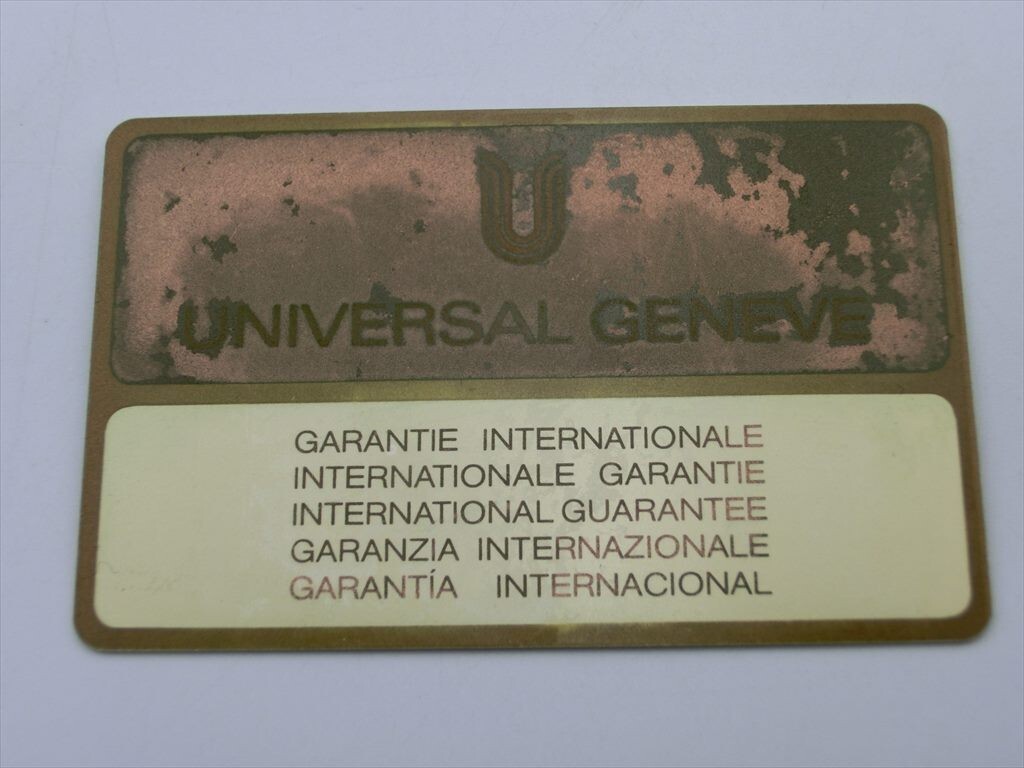 U
UNIVERSAL GENEVE
GARANTIE INTERNATIONALE
INTERNATIONALE GARANTIE
INTERNATIONAL GUARANTEE
GARANZIA INTERNAZIONALE
GARANTÍA INTERNACIONAL